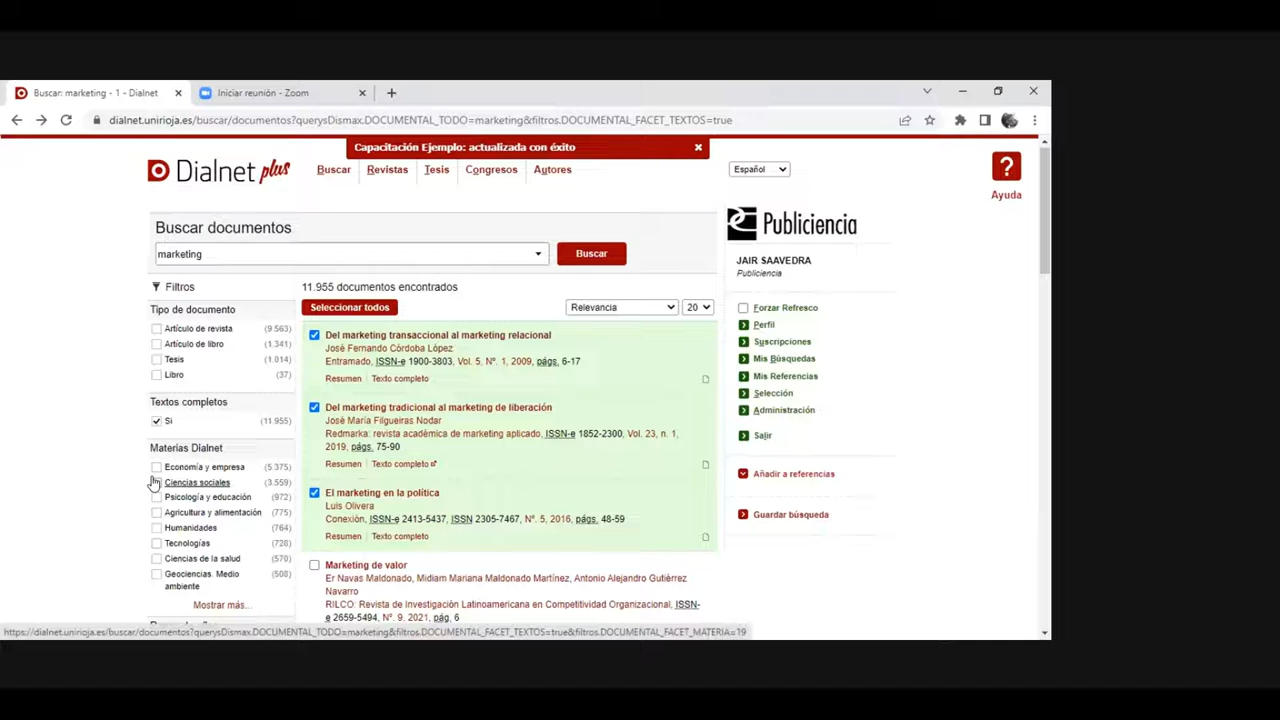 Buscar: marketing - 1 - Dialnet
Iniciar reunión - Zoom
dialnet.unirioja.es/buscar/documentos?querysDismax.DOCUMENTAL_TODO=marketing&filtros.DOCUMENTAL_FACET_TEXTOS=true
Capacitación Ejemplo: actualizada con éxito
Dialnet plus
Buscar
Revistas
Tesis
Congresos
Autores
Español
?
Ayuda
Buscar documentos
marketing
Buscar
Filtros
Tipo de documento
Artículo de revista (9.563)
Artículo de libro (1.341)
Tesis (1.014)
Libro (37)
Textos completos
Si (11.955)
Materias Dialnet
Economía y empresa (5.375)
Ciencias sociales (3.559)
Psicología y educación (972)
Agricultura y alimentación (775)
Humanidades (764)
Tecnologías (728)
Ciencias de la salud (570)
Geociencias. Medio ambiente (508)
Mostrar más...
11.955 documentos encontrados
Seleccionar todos
Relevancia
20
Del marketing transaccional al marketing relacional
José Fernando Córdoba López
Entramado, ISSN-e 1900-3803, Vol. 5, Nº. 1, 2009, págs. 6-17
Resumen | Texto completo
Del marketing tradicional al marketing de liberación
José María Filgueiras Nodar
Redmarka: revista académica de marketing aplicado, ISSN-e 1852-2300, Vol. 23, n. 1,
2019, págs. 75-90
Resumen | Texto completo
El marketing en la política
Luis Olivera
Conexión, ISSN-e 2413-5437, ISSN 2305-7467, Nº. 5, 2016, págs. 48-59
Resumen | Texto completo
Marketing de valor
Er Navas Maldonado, Midiam Mariana Maldonado Martínez, Antonio Alejandro Gutiérrez
Navarro
RILCO: Revista de Investigación Latinoamericana en Competitividad Organizacional, ISSN-
e 2659-5494, Nº. 9, 2021, pág. 6
Publiciencia
JAIR SAAVEDRA
Publiciencia
Forzar Refresco
Perfil
Suscripciones
Mis Búsquedas
Mis Referencias
Selección
Administración
Salir
Añadir a referencias
Guardar búsqueda
https://dialnet.unirioja.es/buscar/documentos?querysDismax.DOCUMENTAL_TODO=marketing&filtros.DOCUMENTAL_FACET_TEXTOS=true&filtros.DOCUMENTAL_FACET_MATERIA=19